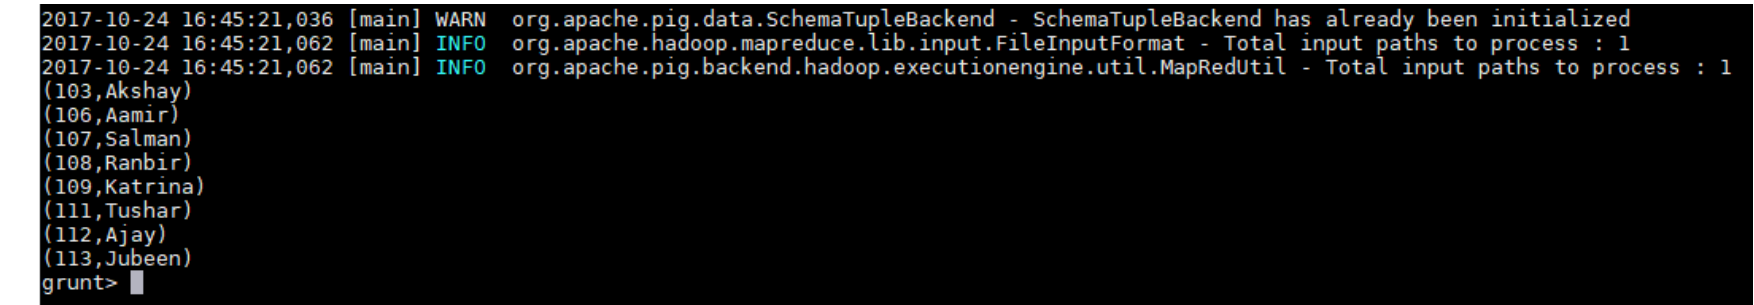 2017-10-24 16:45:21,036 [main] WARN  org.apache.pig.data.SchemaTupleBackend - SchemaTupleBackend has already been initialized
2017-10-24 16:45:21,062 [main] INFO  org.apache.hadoop.mapreduce.lib.input.FileInputFormat - Total input paths to process : 1
2017-10-24 16:45:21,062 [main] INFO  org.apache.pig.backend.hadoop.executionengine.util.MapRedUtil - Total input paths to process : 1
(103,Akshay)
(106,Aamir)
(107,Salman)
(108,Ranbir)
(109,Katrina)
(111,Tushar)
(112,Ajay)
(113,Jubeen)
grunt>